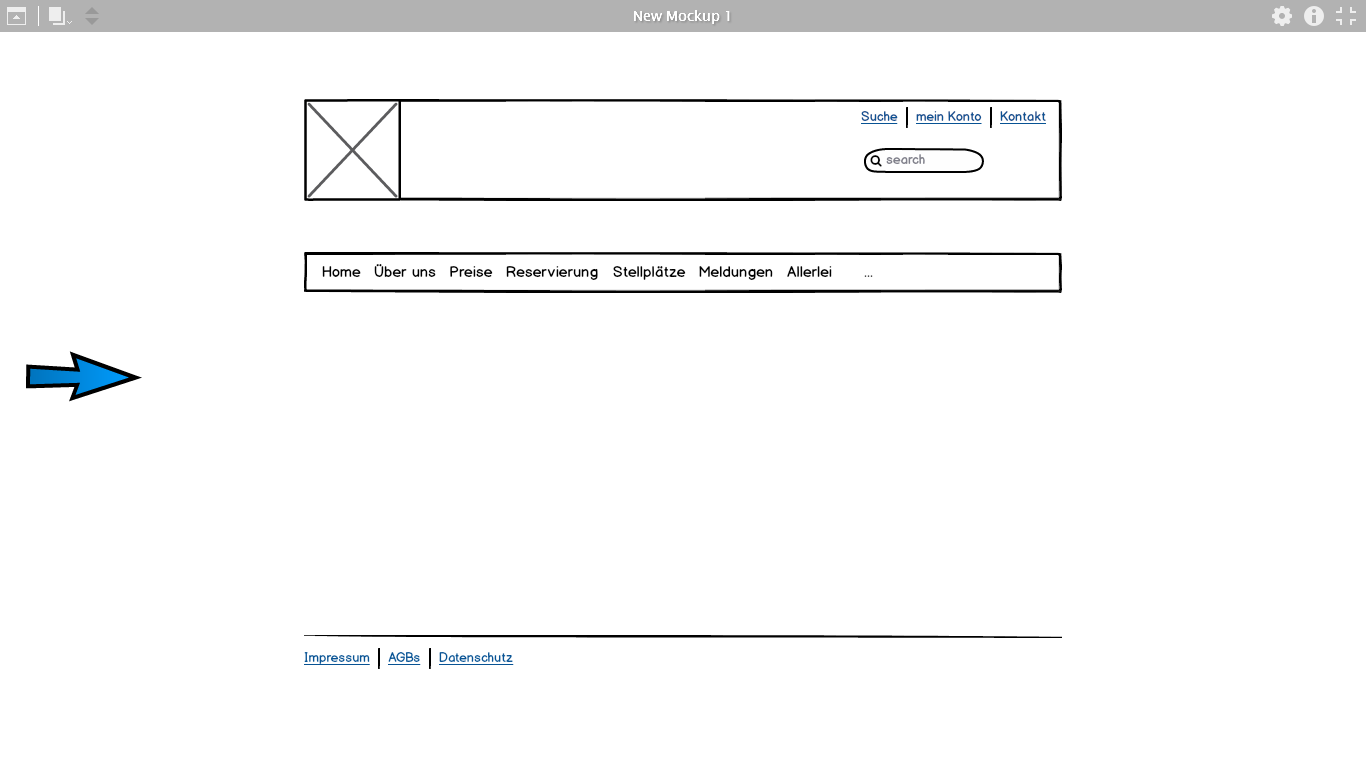 New Mockup 1
Suche mein Konto Kontakt
search
Home Über uns Preise Reservierung Stellplätze Meldungen Allerlei ...
Impressum AGBs Datenschutz